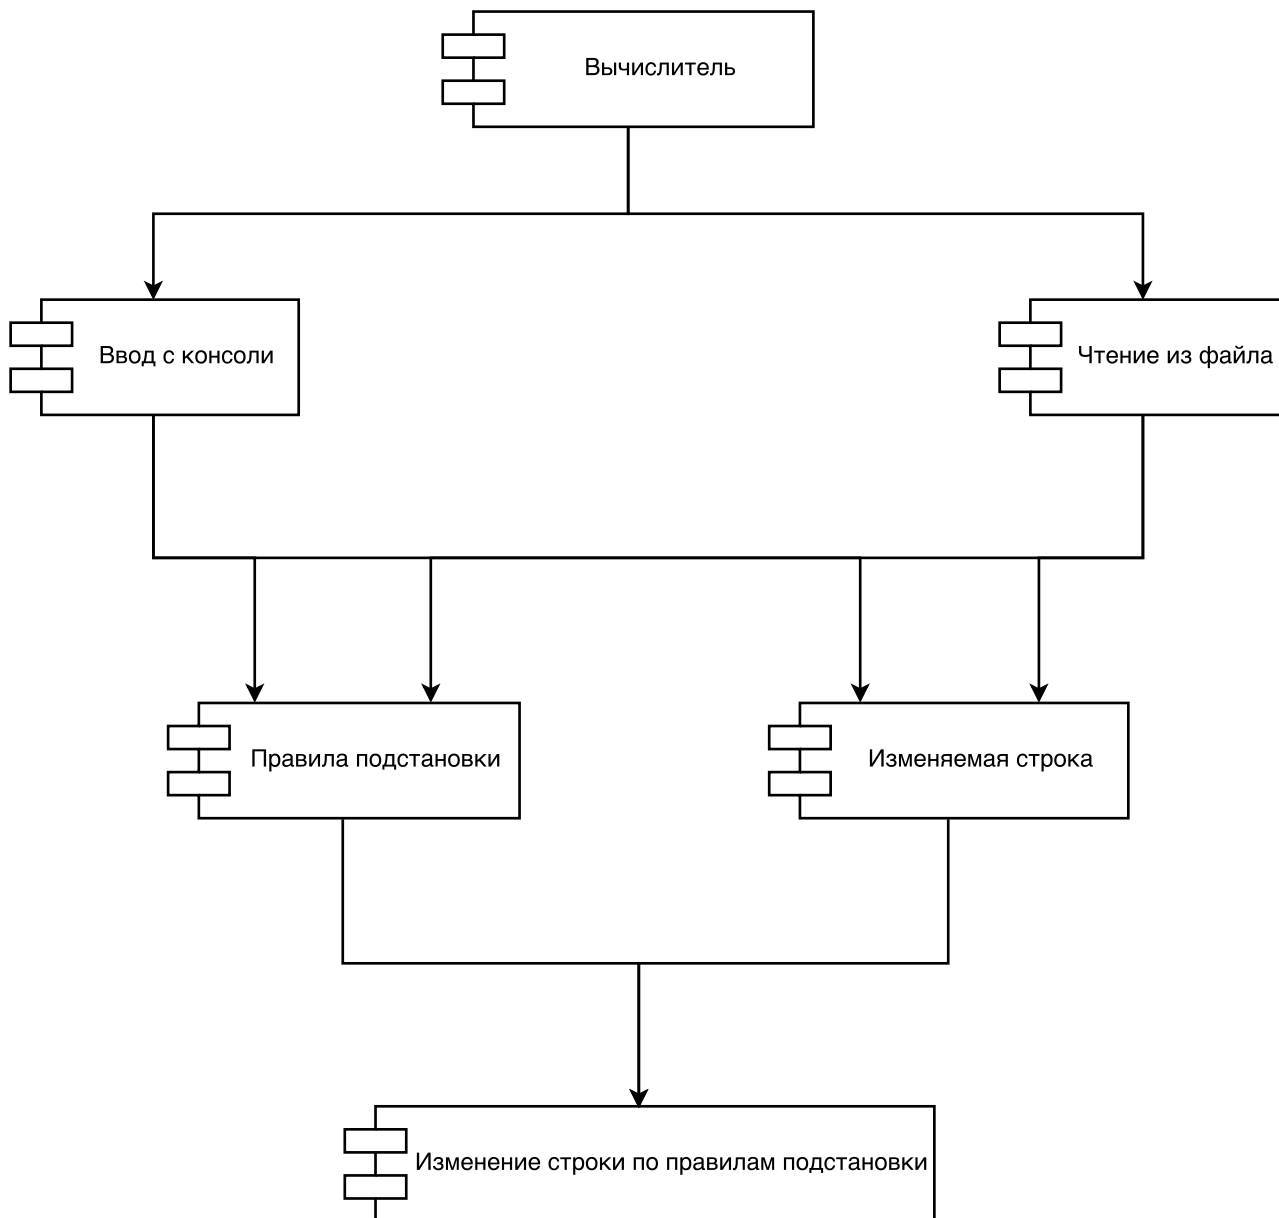 Вычислитель
Ввод с консоли
Чтение из файла
Правила подстановки
Изменяемая строка
Изменение строки по правилам подстановки